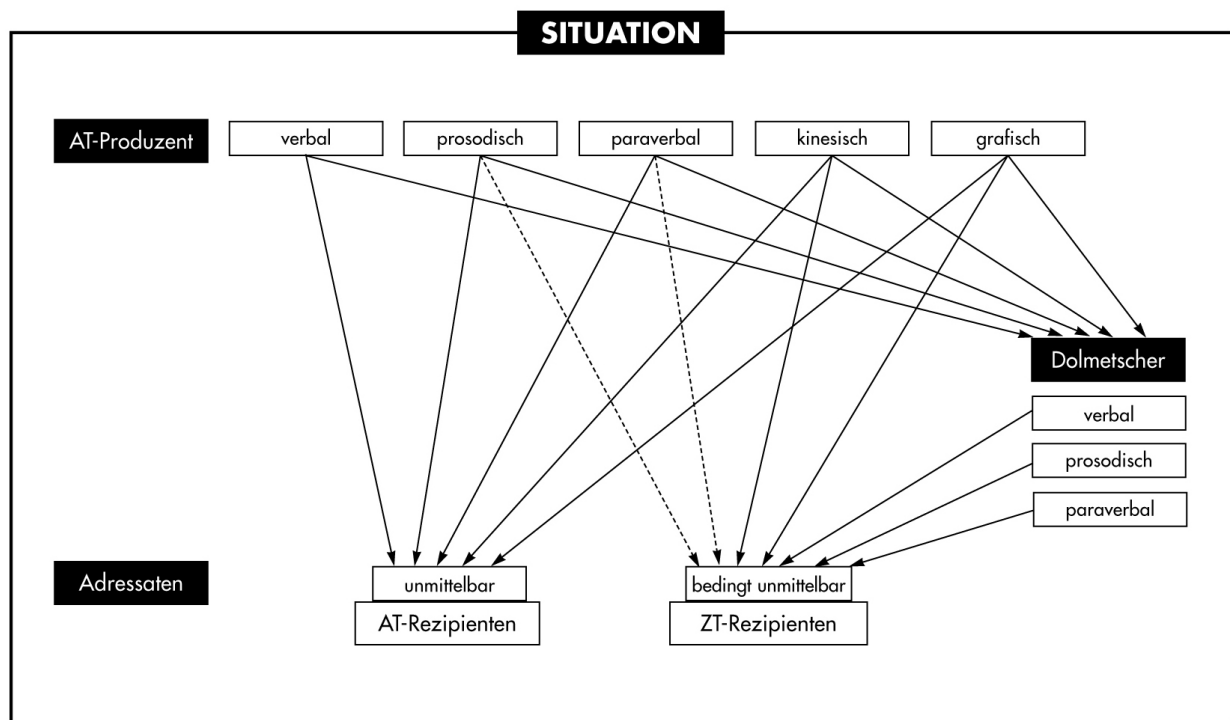 SITUATION
AT-Produzent
verbal
prosodisch
paraverbal
kinesisch
grafisch
Dolmetscher
verbal
prosodisch
paraverbal
Adressaten
unmittelbar
AT-Rezipienten
bedingt unmittelbar
ZT-Rezipienten